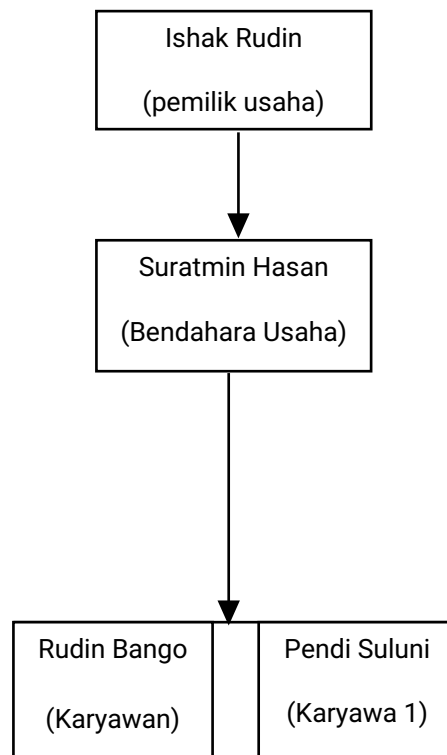 Ishak Rudin
(pemilik usaha)
Suratmin Hasan
(Bendahara Usaha)
Rudin Bango
(Karyawan)
Pendi Suluni
(Karyawa 1)